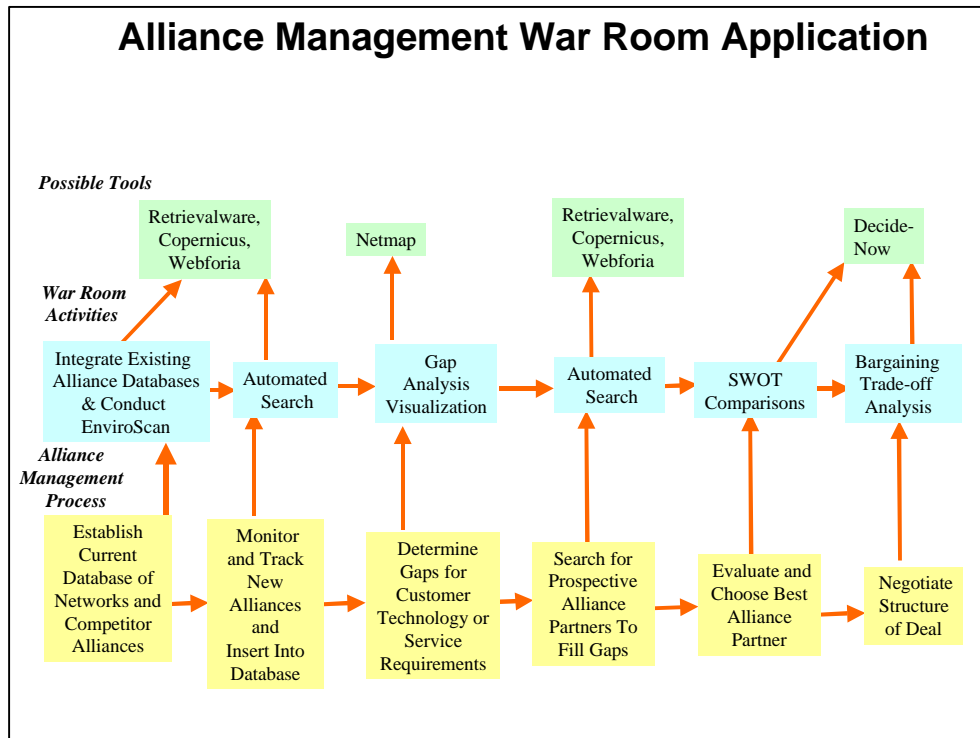 Alliance Management War Room Application
Possible Tools
Retrievalware,
Copernicus,
Webforia
Netmap
Retrievalware,
Copernicus,
Webforia
Decide-
Now
War Room
Activities
Integrate Existing
Alliance Databases
& Conduct
EnviroScan
Automated
Search
Gap
Analysis
Visualization
Automated
Search
SWOT
Comparisons
Bargaining
Trade-off
Analysis
Alliance
Management
Process
Establish
Current
Database of
Networks and
Competitor
Alliances
Monitor
and Track
New
Alliances
and
Insert Into
Database
Determine
Gaps for
Customer
Technology or
Service
Requirements
Search for
Prospective
Alliance
Partners To
Fill Gaps
Evaluate and
Choose Best
Alliance
Partner
Negotiate
Structure
of Deal